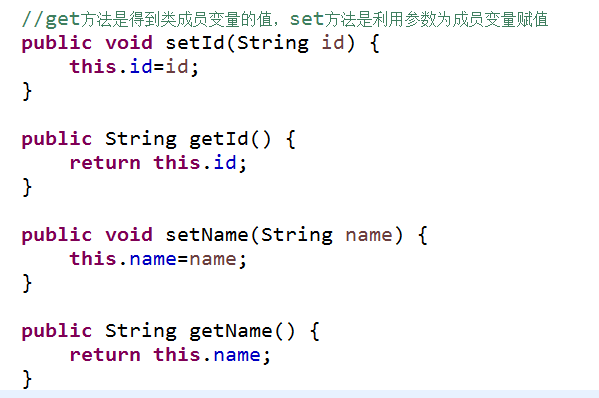 //get方法是得到类成员变量的值，set方法是利用参数为成员变量赋值
public void setId(String id) {
    this.id=id;
}
public String getId() {
    return this.id;
}
public void setName(String name) {
    this.name=name;
}
public String getName() {
    return this.name;
}